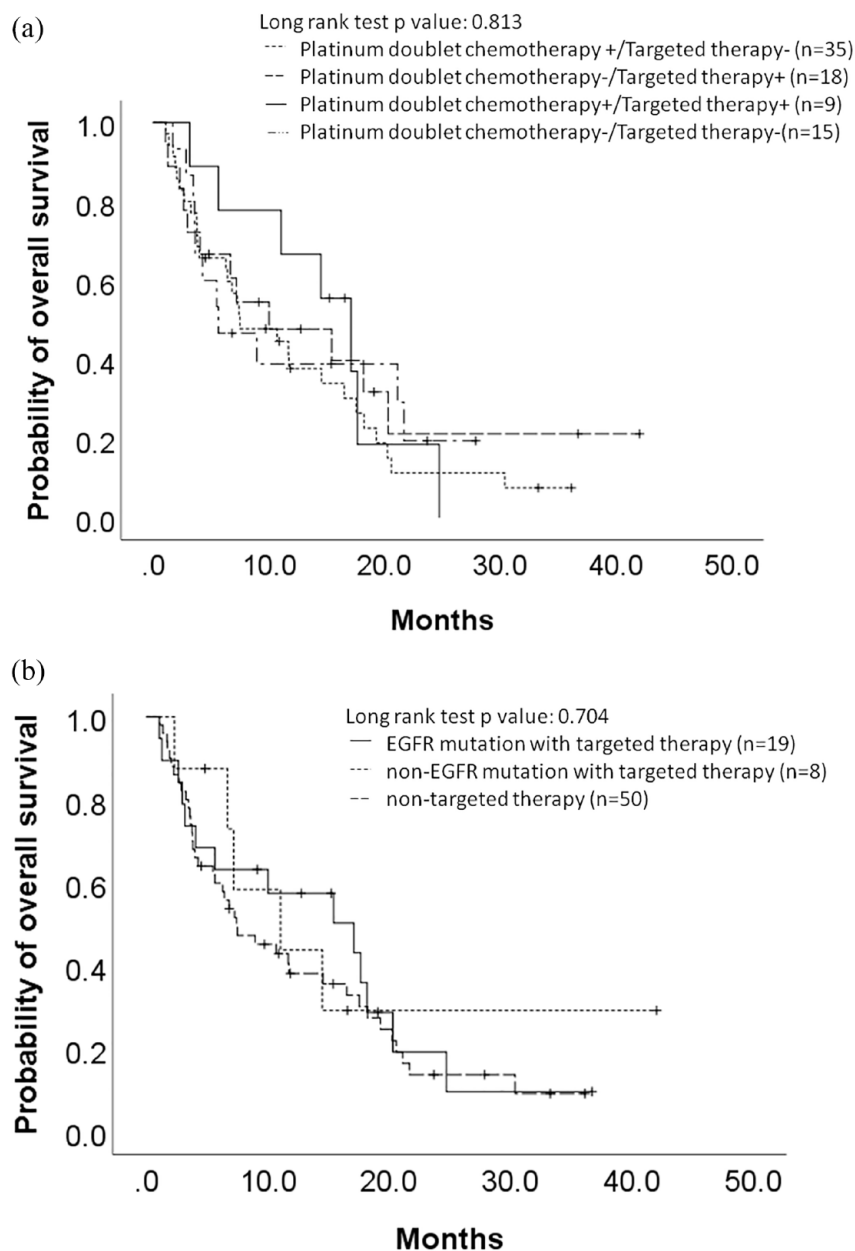 (a)
Long rank test p value: 0.813
Platinum doublet chemotherapy +/Targeted therapy- (n=35)
Platinum doublet chemotherapy-/Targeted therapy+ (n=18)
Platinum doublet chemotherapy+/Targeted therapy+ (n=9)
Platinum doublet chemotherapy-/Targeted therapy-(n=15)
Probability of overall survival
1.0
0.8
0.6
0.4
0.2
0.0
.0 10.0 20.0 30.0 40.0 50.0
Months
(b)
Long rank test p value: 0.704
EGFR mutation with targeted therapy (n=19)
non-EGFR mutation with targeted therapy (n=8)
non-targeted therapy (n=50)
Probability of overall survival
1.0
0.8
0.6
0.4
0.2
0.0
.0 10.0 20.0 30.0 40.0 50.0
Months